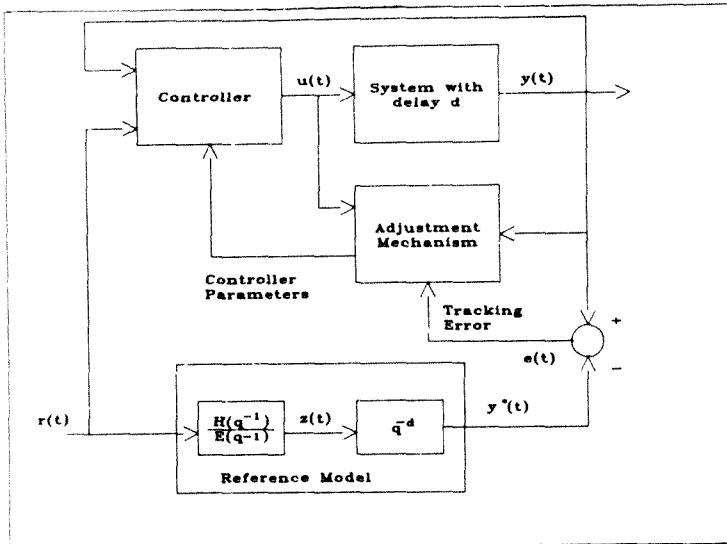 u(t)
Controller
System with
delay d
y(t)
Adjustment
Mechanism
Controller
Parameters
Tracking
Error
+
e(t)
−
r(t)
H(q⁻¹)
E(q-1)
z(t)
q⁻ᵈ
y*(t)
Reference Model